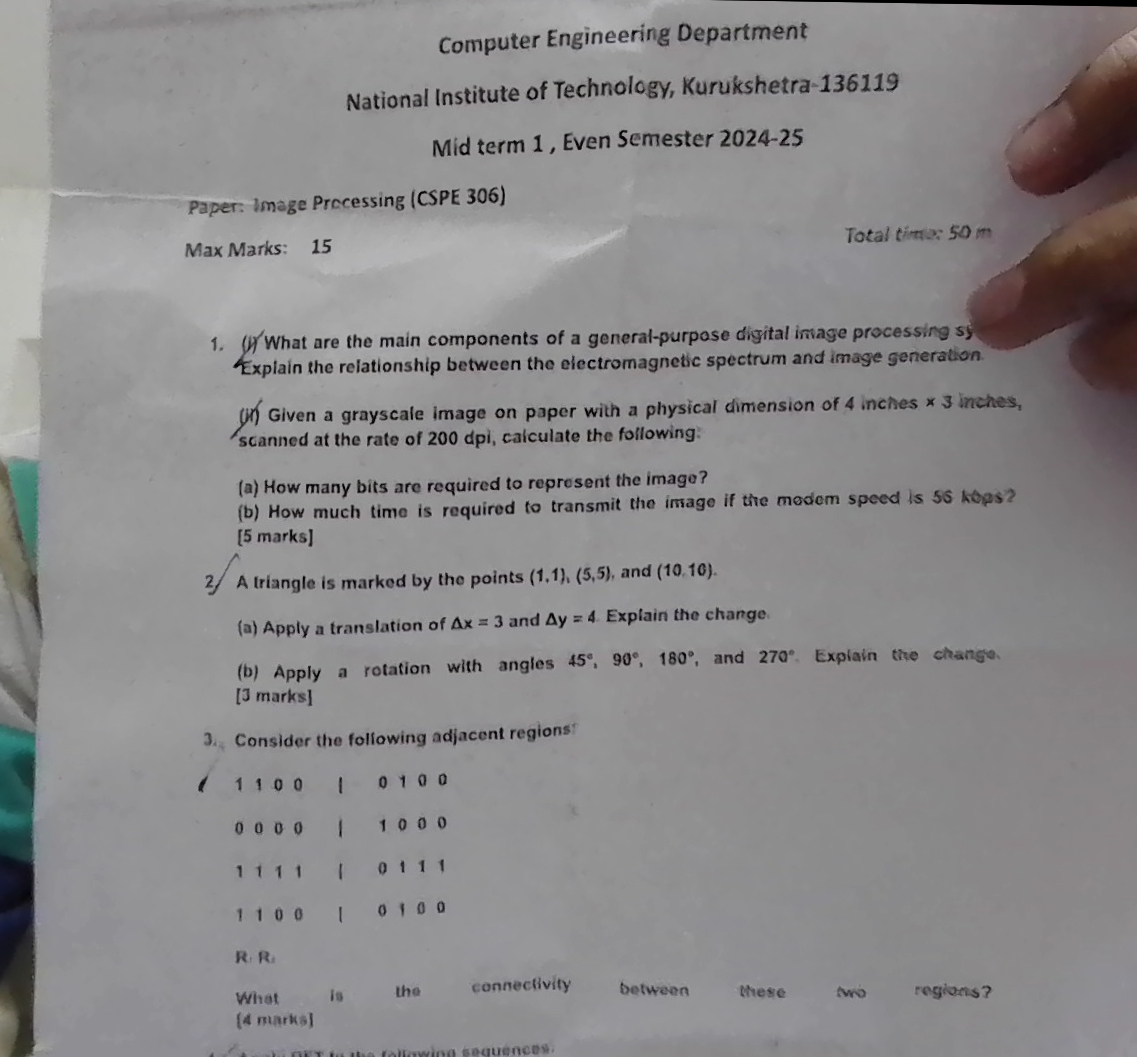 Computer Engineering Department
National Institute of Technology, Kurukshetra-136119
Mid term 1 , Even Semester 2024-25
Paper: Image Processing (CSPE 306)
Total time: 50 m
Max Marks: 15
1. (i) What are the main components of a general-purpose digital image processing sy
Explain the relationship between the electromagnetic spectrum and image generation.
(ii) Given a grayscale image on paper with a physical dimension of 4 inches × 3 inches,
scanned at the rate of 200 dpi, calculate the following:
(a) How many bits are required to represent the image?
(b) How much time is required to transmit the image if the modem speed is 56 kbps?
[5 marks]
2. A triangle is marked by the points (1,1), (5,5), and (10,10).
(a) Apply a translation of Δx = 3 and Δy = 4. Explain the change.
(b) Apply a rotation with angles 45°, 90°, 180°, and 270°. Explain the change.
[3 marks]
3. Consider the following adjacent regions:
1 1 0 0 | 0 1 0 0
0 0 0 0 | 1 0 0 0
1 1 1 1 | 0 1 1 1
1 1 0 0 | 0 1 0 0
R. R.
What is the connectivity between these two regions?
[4 marks]
to the following sequences.